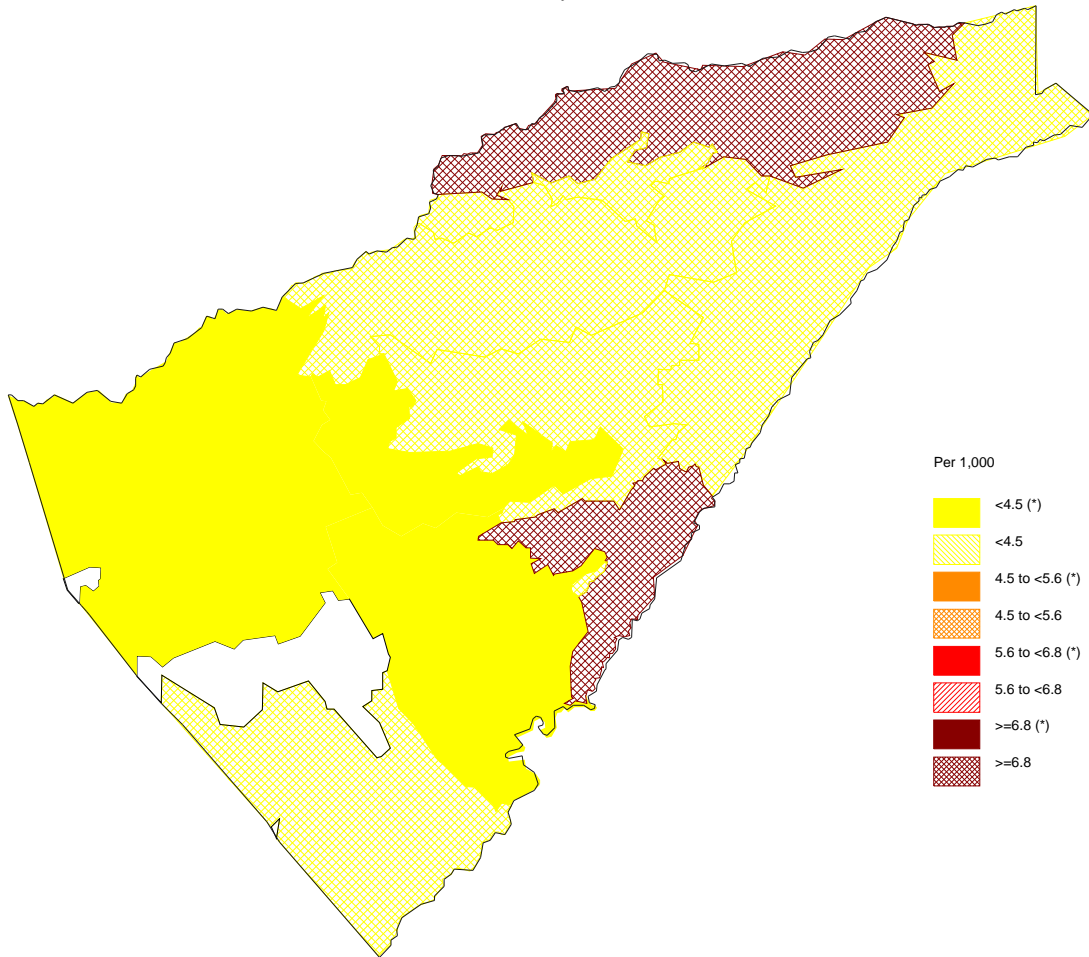 Per 1,000
<4.5 (*)
<4.5
4.5 to <5.6 (*)
4.5 to <5.6
5.6 to <6.8 (*)
5.6 to <6.8
>=6.8 (*)
>=6.8